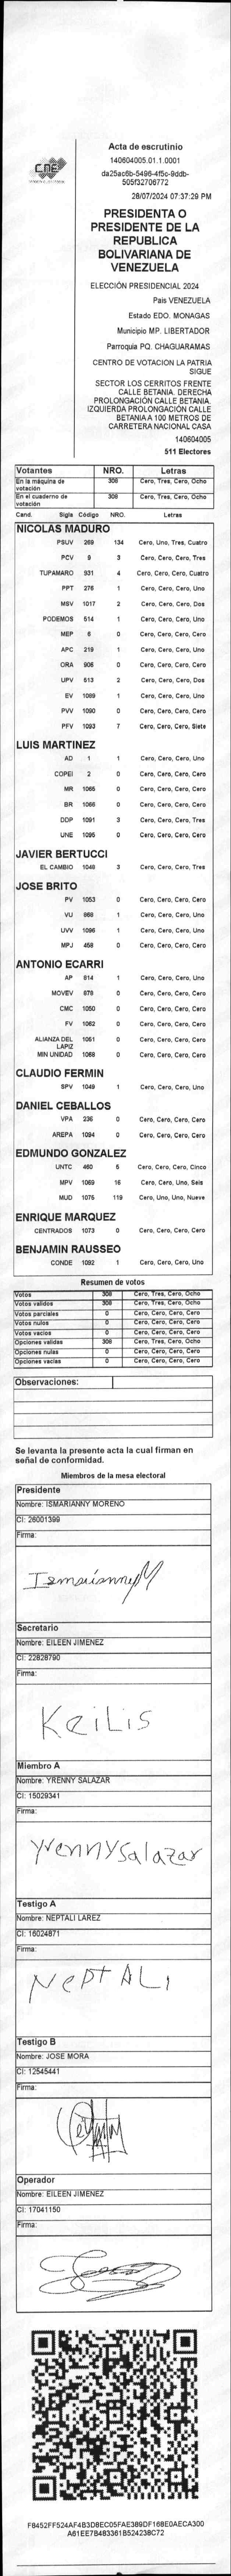 CNE
Acta de escrutinio
140604005.01.1.0001
da25ac6b-5496-4f5c-9ddb-
505f32706772
28/07/2024 07:37:29 PM
PRESIDENTA O
PRESIDENTE DE LA
REPUBLICA
BOLIVARIANA DE
VENEZUELA
ELECCIÓN PRESIDENCIAL 2024
Pais VENEZUELA
Estado EDO. MONAGAS
Municipio MP. LIBERTADOR
Parroquia PQ. CHAGUARAMAS
CENTRO DE VOTACION LA PATRIA
SIGUE
SECTOR LOS CERRITOS FRENTE
CALLE BETANIA. DERECHA
PROLONGACIÓN CALLE BETANIA.
IZQUIERDA PROLONGACIÓN CALLE
BETANIA A 100 METROS DE
CARRETERA NACIONAL CASA
140604005
511 Electores
Votantes NRO. Letras
En la máquina de votación 308 Cero, Tres, Cero, Ocho
En el cuaderno de votación 308 Cero, Tres, Cero, Ocho
Cand. Sigla Código NRO. Letras
NICOLAS MADURO
PSUV 269 134 Cero, Uno, Tres, Cuatro
PCV 9 3 Cero, Cero, Cero, Tres
TUPAMARO 931 4 Cero, Cero, Cero, Cuatro
PPT 276 1 Cero, Cero, Cero, Uno
MSV 1017 2 Cero, Cero, Cero, Dos
PODEMOS 514 1 Cero, Cero, Cero, Uno
MEP 6 0 Cero, Cero, Cero, Cero
APC 219 1 Cero, Cero, Cero, Uno
ORA 906 0 Cero, Cero, Cero, Cero
UPV 513 2 Cero, Cero, Cero, Dos
EV 1089 1 Cero, Cero, Cero, Uno
PVV 1090 0 Cero, Cero, Cero, Cero
PFV 1093 7 Cero, Cero, Cero, Siete
LUIS MARTINEZ
AD 1 1 Cero, Cero, Cero, Uno
COPEI 2 0 Cero, Cero, Cero, Cero
MR 1065 0 Cero, Cero, Cero, Cero
BR 1066 0 Cero, Cero, Cero, Cero
DDP 1091 3 Cero, Cero, Cero, Tres
UNE 1095 0 Cero, Cero, Cero, Cero
JAVIER BERTUCCI
EL CAMBIO 1046 3 Cero, Cero, Cero, Tres
JOSE BRITO
PV 1053 0 Cero, Cero, Cero, Cero
VU 868 1 Cero, Cero, Cero, Uno
UVV 1096 1 Cero, Cero, Cero, Uno
MPJ 458 0 Cero, Cero, Cero, Cero
ANTONIO ECARRI
AP 814 1 Cero, Cero, Cero, Uno
MOVEV 979 0 Cero, Cero, Cero, Cero
CMC 1050 0 Cero, Cero, Cero, Cero
FV 1062 0 Cero, Cero, Cero, Cero
ALIANZA DEL LAPIZ 1051 0 Cero, Cero, Cero, Cero
MIN UNIDAD 1068 0 Cero, Cero, Cero, Cero
CLAUDIO FERMIN
SPV 1049 1 Cero, Cero, Cero, Uno
DANIEL CEBALLOS
VPA 236 0 Cero, Cero, Cero, Cero
AREPA 1094 0 Cero, Cero, Cero, Cero
EDMUNDO GONZALEZ
UNTC 460 5 Cero, Cero, Cero, Cinco
MPV 1069 16 Cero, Cero, Uno, Seis
MUD 1075 119 Cero, Uno, Uno, Nueve
ENRIQUE MARQUEZ
CENTRADOS 1073 0 Cero, Cero, Cero, Cero
BENJAMIN RAUSSEO
CONDE 1092 1 Cero, Cero, Cero, Uno
Resumen de votos
Votos 308 Cero, Tres, Cero, Ocho
Votos validos 308 Cero, Tres, Cero, Ocho
Votos parciales 0 Cero, Cero, Cero, Cero
Votos nulos 0 Cero, Cero, Cero, Cero
Votos vacios 0 Cero, Cero, Cero, Cero
Opciones validas 308 Cero, Tres, Cero, Ocho
Opciones nulas 0 Cero, Cero, Cero, Cero
Opciones vacias 0 Cero, Cero, Cero, Cero
Observaciones:
Se levanta la presente acta la cual firman en
señal de conformidad.
Miembros de la mesa electoral
Presidente
Nombre: ISMARIANNY MORENO
CI: 26001399
Firma:
Ismarianny M
Secretario
Nombre: EILEEN JIMENEZ
CI: 22828790
Firma:
KeiLis
Miembro A
Nombre: YRENNY SALAZAR
CI: 15029341
Firma:
Yrenny Salazar
Testigo A
Nombre: NEPTALI LAREZ
CI: 16024871
Firma:
NePTALi
Testigo B
Nombre: JOSE MORA
CI: 12545441
Firma:
Operador
Nombre: EILEEN JIMENEZ
CI: 17041150
Firma:
F8452FF524AF4B3D8EC05FAE389DF168E0AECA300
A61EE7B483361B524238C72